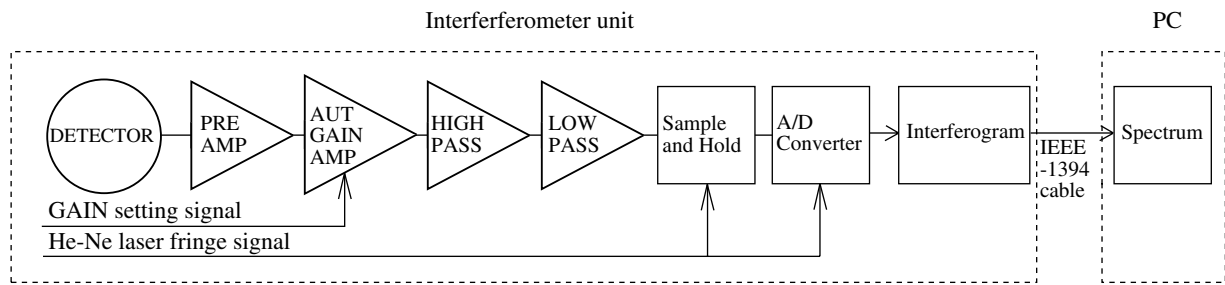 Interferferometer unit
PC
DETECTOR
PRE
AMP
AUT
GAIN
AMP
HIGH
PASS
LOW
PASS
Sample
and Hold
A/D
Converter
Interferogram
IEEE
-1394
cable
Spectrum
GAIN setting signal
He-Ne laser fringe signal